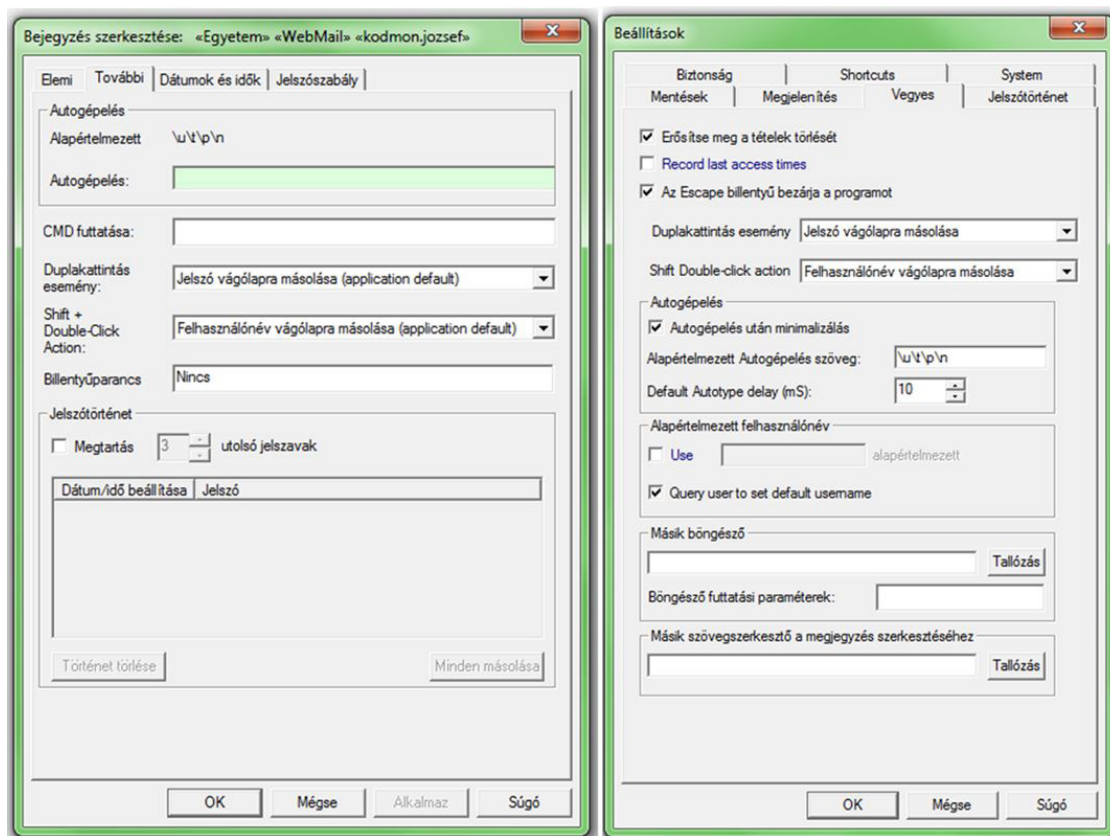 Bejegyzés szerkesztése: «Egyetem» «WebMail» «kodmon.jozsef»
Elemi További Dátumok és idők Jelszószabály
Autogépelés
Alapértelmezett \u\t\p\n
Autogépelés:
CMD futtatása:
Duplakattintás
esemény:
Jelszó vágólapra másolása (application default)
Shift +
Double-Click
Action:
Felhasználónév vágólapra másolása (application default)
Billentyűparancs Nincs
Jelszótörténet
Megtartás 3 utolsó jelszavak
Dátum/idő beállítása Jelszó
Történet törlése Minden másolása
OK Mégse Alkalmaz Súgó
Beállítások
Biztonság Shortcuts System
Mentések Megjelenítés Vegyes Jelszótörténet
Erősítse meg a tételek törlését
Record last access times
Az Escape billentyű bezárja a programot
Duplakattintás esemény Jelszó vágólapra másolása
Shift Double-click action Felhasználónév vágólapra másolása
Autogépelés
Autogépelés után minimalizálás
Alapértelmezett Autogépelés szöveg: \u\t\p\n
Default Autotype delay (mS): 10
Alapértelmezett felhasználónév
Use alapértelmezett
Query user to set default username
Másik böngésző
Tallózás
Böngésző futtatási paraméterek:
Másik szövegszerkesztő a megjegyzés szerkesztéséhez
Tallózás
OK Mégse Súgó